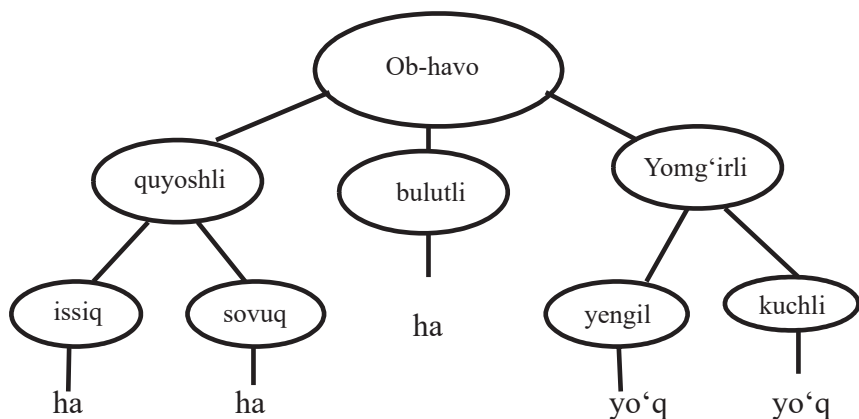 Ob-havo
quyoshli
bulutli
Yomg‘irli
issiq
sovuq
ha
yengil
kuchli
ha
ha
yo‘q
yo‘q